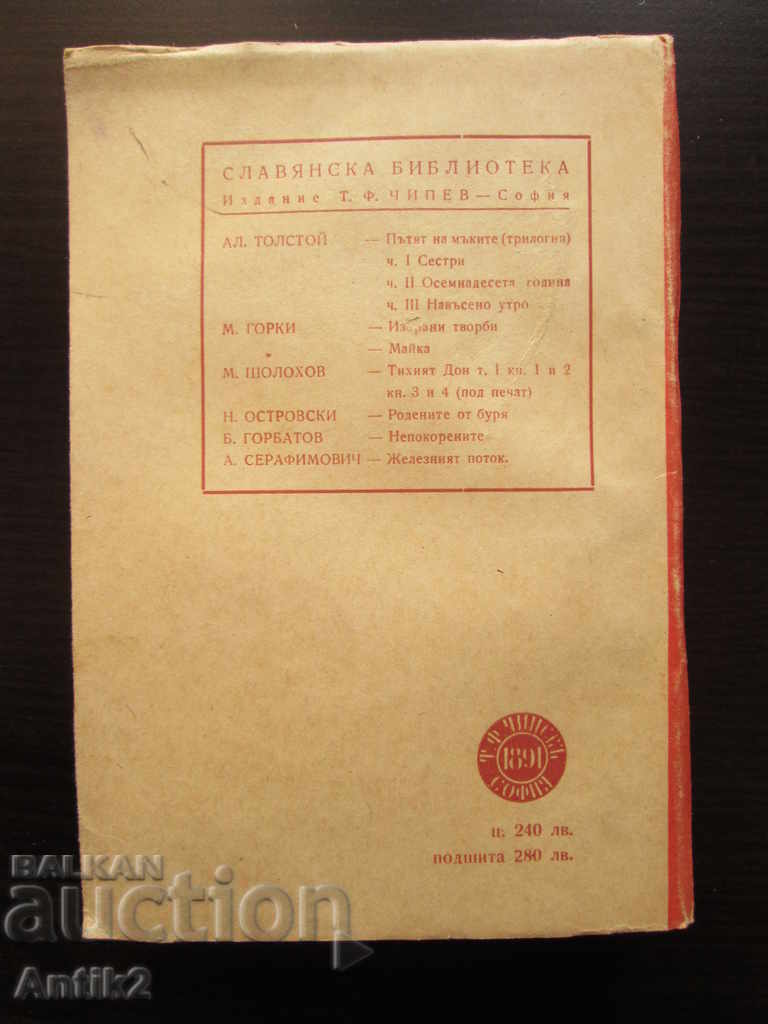 СЛАВЯНСКА БИБЛИОТЕКА
Издание Т. Ф. ЧИПЕВ — София
АЛ. ТОЛСТОЙ — Пътят на мъките (трилогия)
ч. I Сестри
ч. II Осемнадесета година
ч. III Навъсено утро
М. ГОРКИ — Избрани творби
— Майка
М. ШОЛОХОВ — Тихият Дон т. I кн. 1 и 2
кн. 3 и 4 (под печат)
Н. ОСТРОВСКИ — Родените от буря
Б. ГОРБАТОВ — Непокорените
А. СЕРАФИМОВИЧ — Железният поток.
Т. Ф. ЧИПЕВЪ
1891
СОФИЯ
ц. 240 лв.
подшита 280 лв.
BALKAN
auction
Antik2